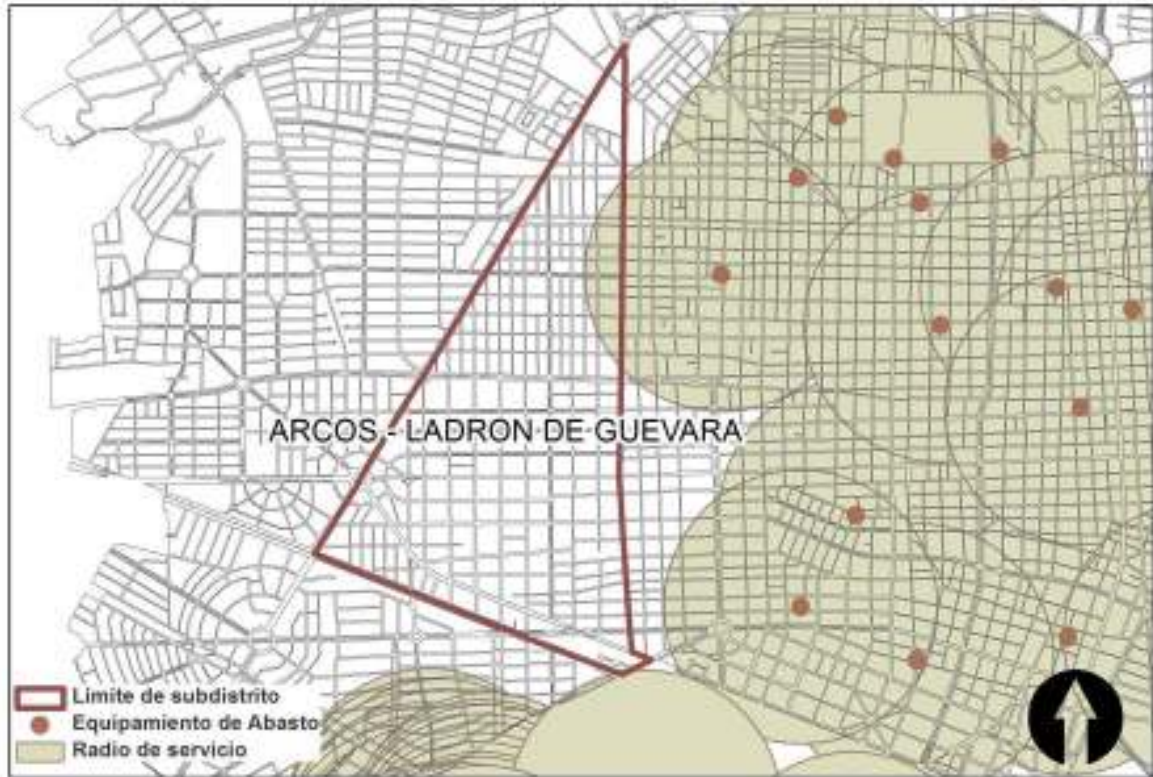 ARCOS - LADRON DE GUEVARA
Limite de subdistrito
Equipamiento de Abasto
Radio de servicio